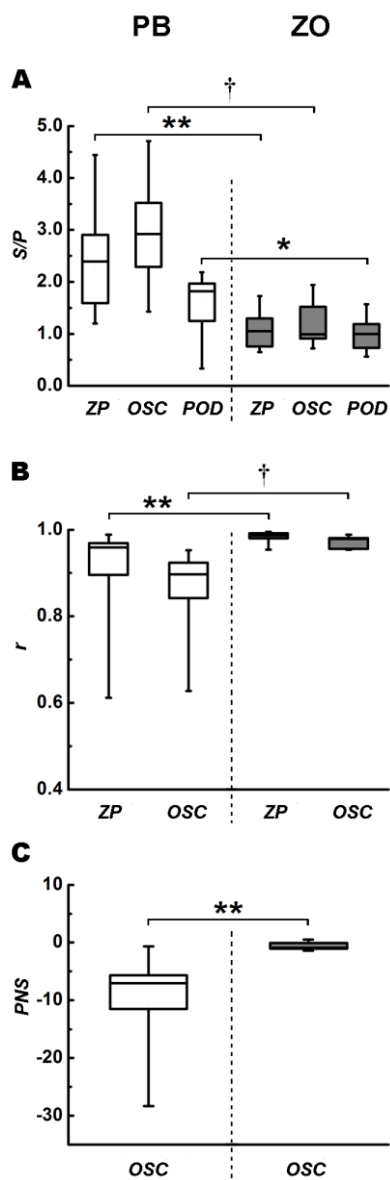 PB ZO
A
†
**
5.0
4.0
*
3.0
S/P
2.0
1.0
0.0
ZP OSC POD ZP OSC POD
B
†
**
1.0
0.8
r
0.6
0.4
ZP OSC ZP OSC
C
10
**
0
-10
PNS
-20
-30
OSC OSC